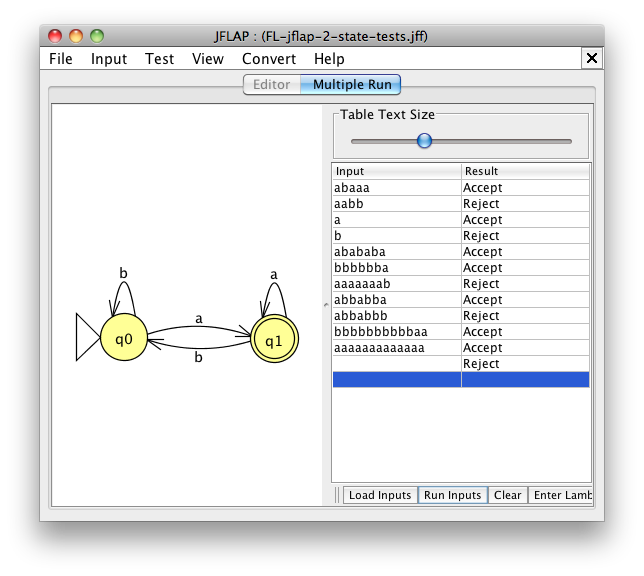 JFLAP : (FL-jflap-2-state-tests.jff)
File Input Test View Convert Help
Editor Multiple Run
Table Text Size
Input Result
abaaa Accept
aabb Reject
a Accept
b Reject
abababa Accept
bbbbbba Accept
aaaaaaab Reject
abbabba Accept
abbabbb Reject
bbbbbbbbbbaa Accept
aaaaaaaaaaaaa Accept
Reject
b a
a
q0 q1
b
Load Inputs Run Inputs Clear Enter Lamb